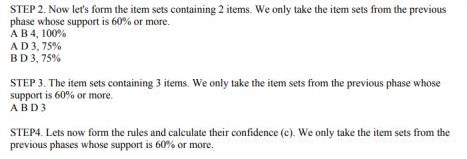 STEP 2. Now let's form the item sets containing 2 items. We only take the item sets from the previous
phase whose support is 60% or more.
A B 4, 100%
A D 3, 75%
B D 3, 75%
STEP 3. The item sets containing 3 items. We only take the item sets from the previous phase whose
support is 60% or more.
A B D 3
STEP4. Lets now form the rules and calculate their confidence (c). We only take the item sets from the
previous phases whose support is 60% or more.